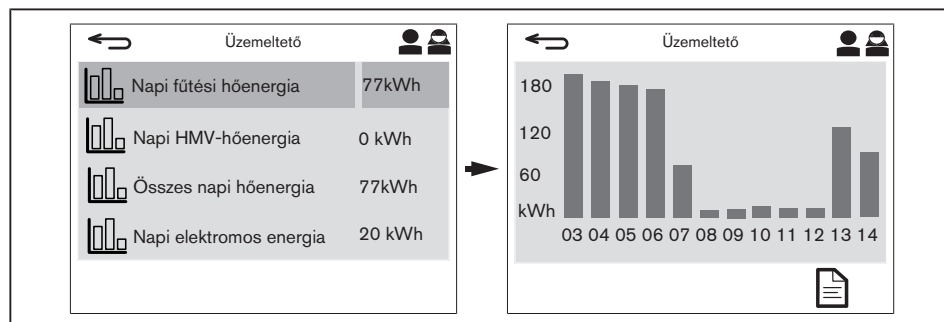 Üzemeltető
Napi fűtési hőenergia 77kWh
Napi HMV-hőenergia 0 kWh
Összes napi hőenergia 77kWh
Napi elektromos energia 20 kWh
Üzemeltető
180
120
60
kWh
03 04 05 06 07 08 09 10 11 12 13 14